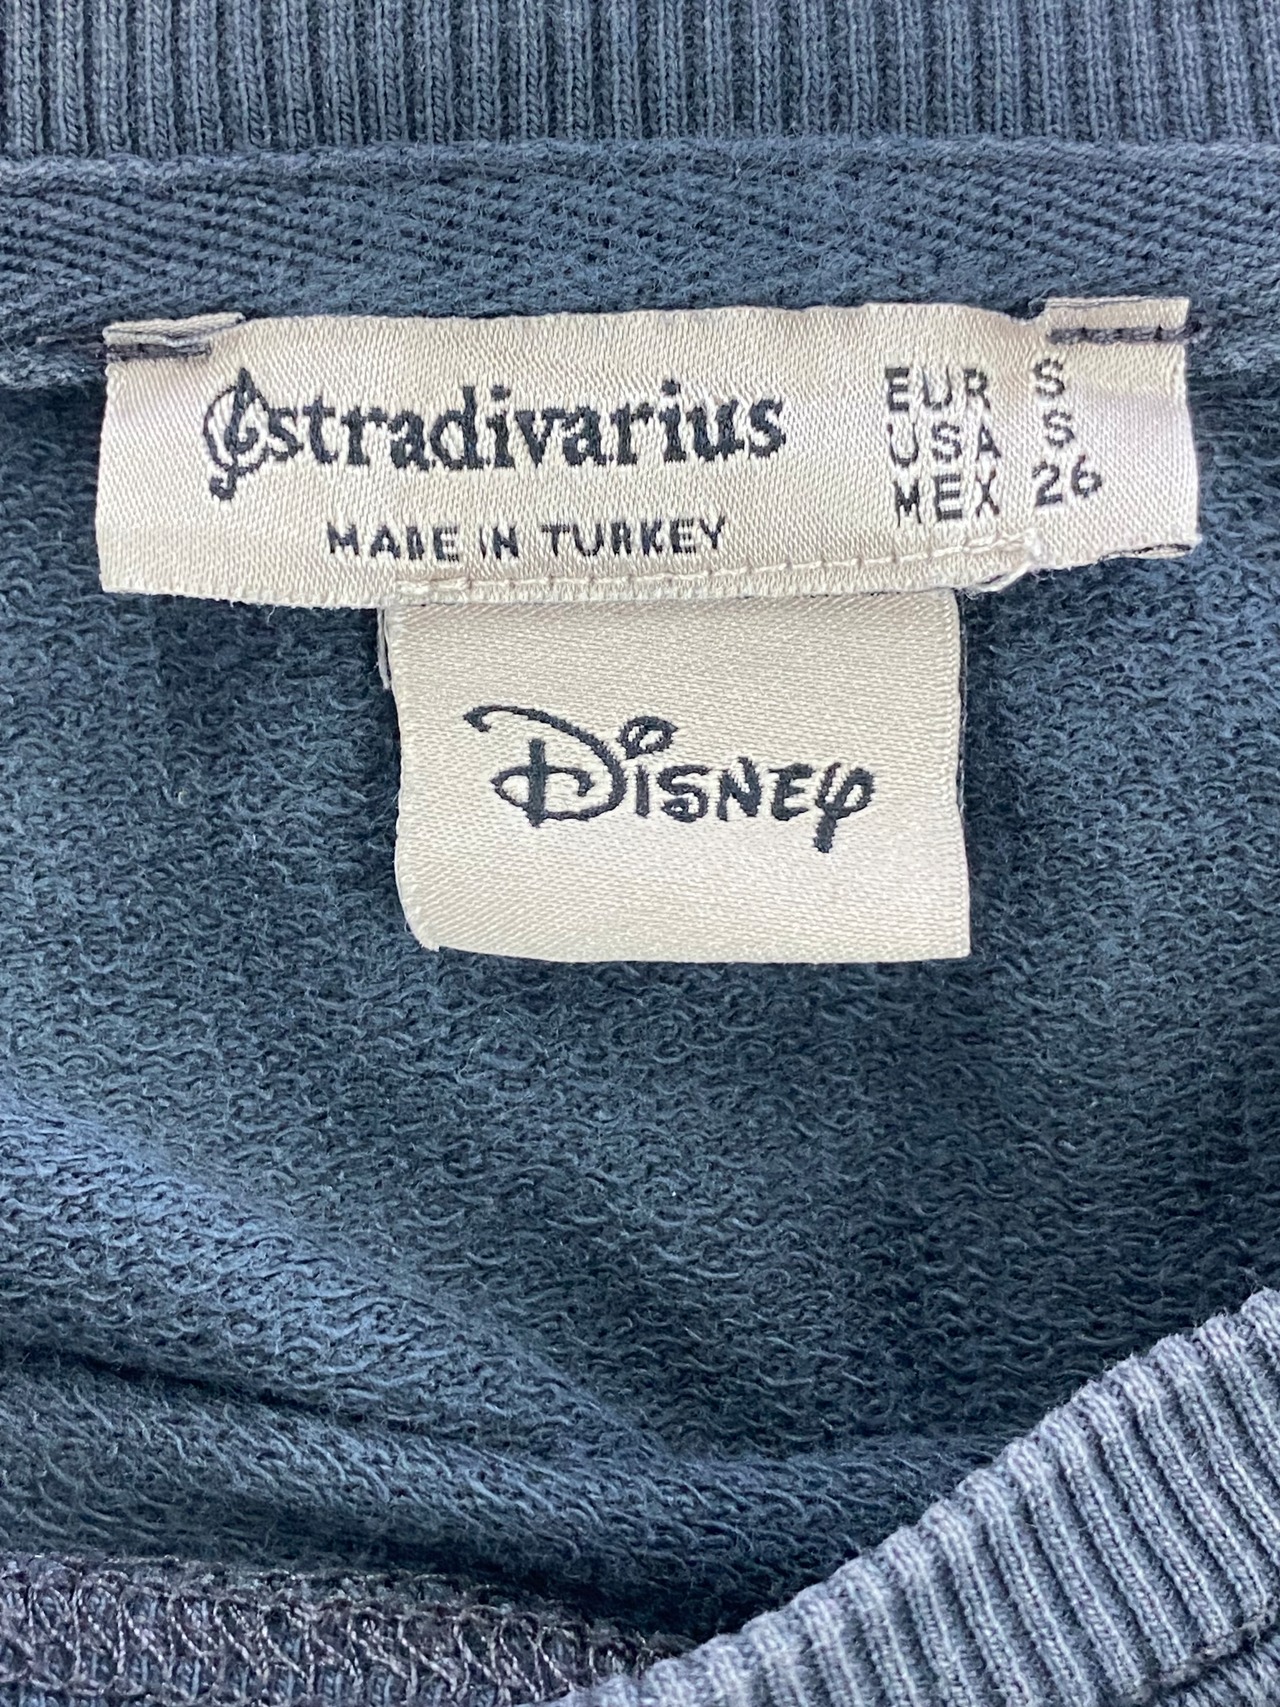 stradivarius
MADE IN TURKEY
EUR S
USA S
MEX 26
Disney